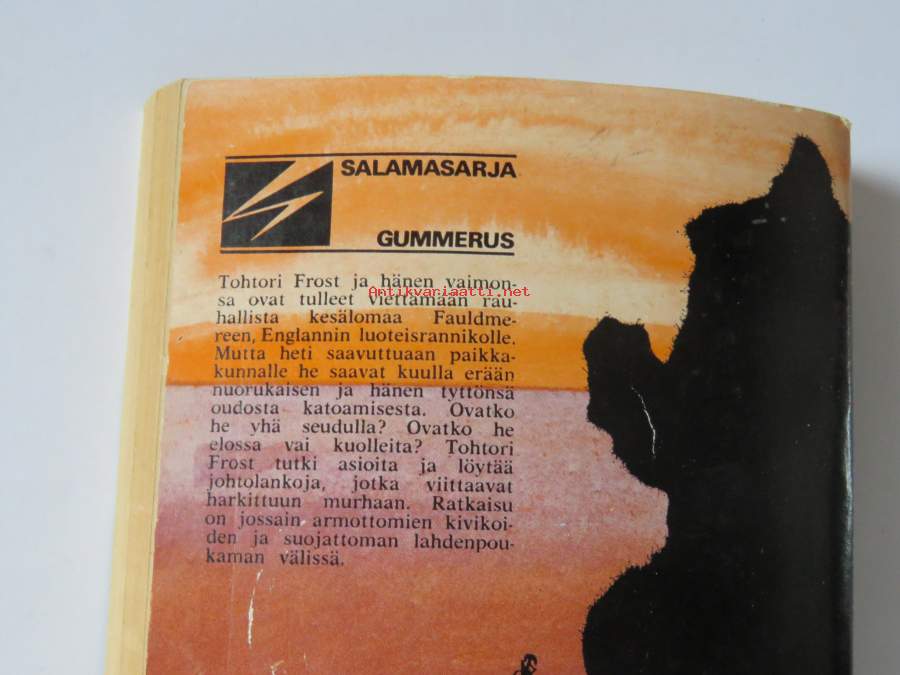 SALAMASARJA
GUMMERUS
Tohtori Frost ja hänen vaimon-
sa ovat tulleet viettämään rau-
Antikvariaatti.net
hallista kesälomaa Fauldme-
reen, Englannin luoteisrannikolle.
Mutta heti saavuttuaan paikka-
kunnalle he saavat kuulla erään
nuorukaisen ja hänen tyttönsä
oudosta katoamisesta. Ovatko
he yhä seudulla? Ovatko he
elossa vai kuolleita? Tohtori
Frost tutki asioita ja löytää
johtolankoja, jotka viittaavat
harkittuun murhaan. Ratkaisu
on jossain armottomien kivikoi-
den ja suojattoman lahdenpou-
kaman välissä.